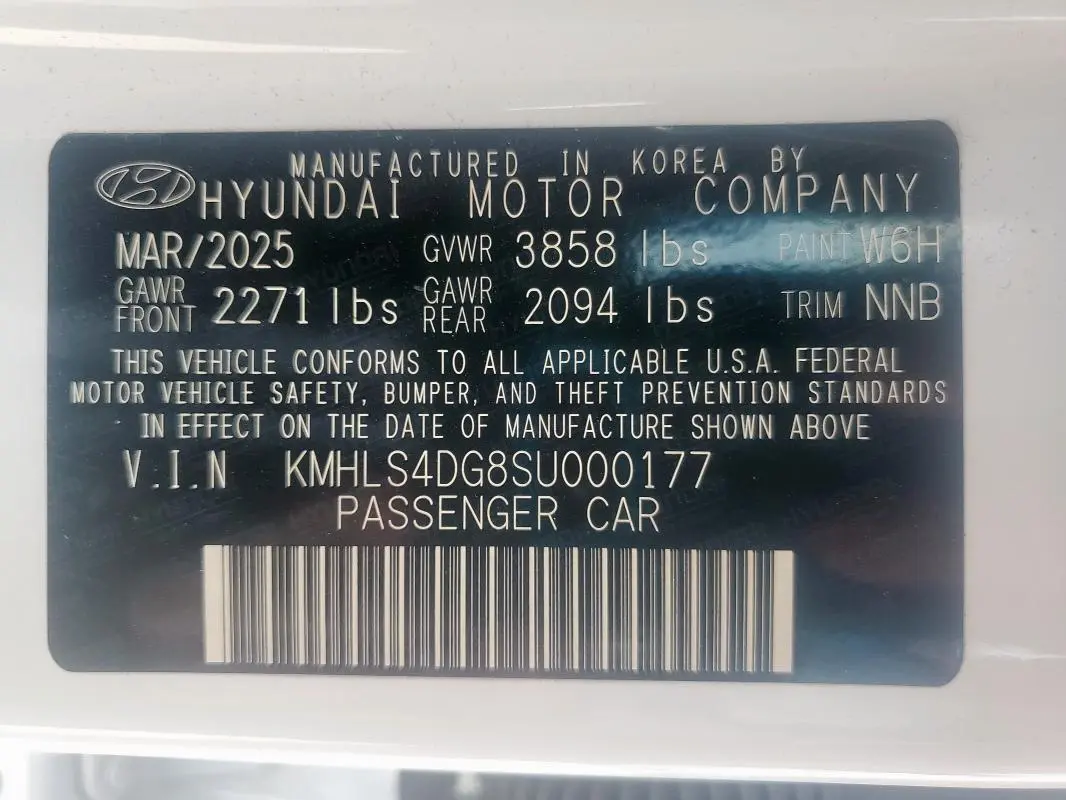 MANUFACTURED IN KOREA BY
HYUNDAI MOTOR COMPANY
MAR/2025 GVWR 3858 lbs PAINT W6H
GAWR FRONT 2271 lbs GAWR REAR 2094 lbs TRIM NNB
THIS VEHICLE CONFORMS TO ALL APPLICABLE U.S.A. FEDERAL
MOTOR VEHICLE SAFETY, BUMPER, AND THEFT PREVENTION STANDARDS
IN EFFECT ON THE DATE OF MANUFACTURE SHOWN ABOVE
V.I.N KMHLS4DG8SU000177
PASSENGER CAR